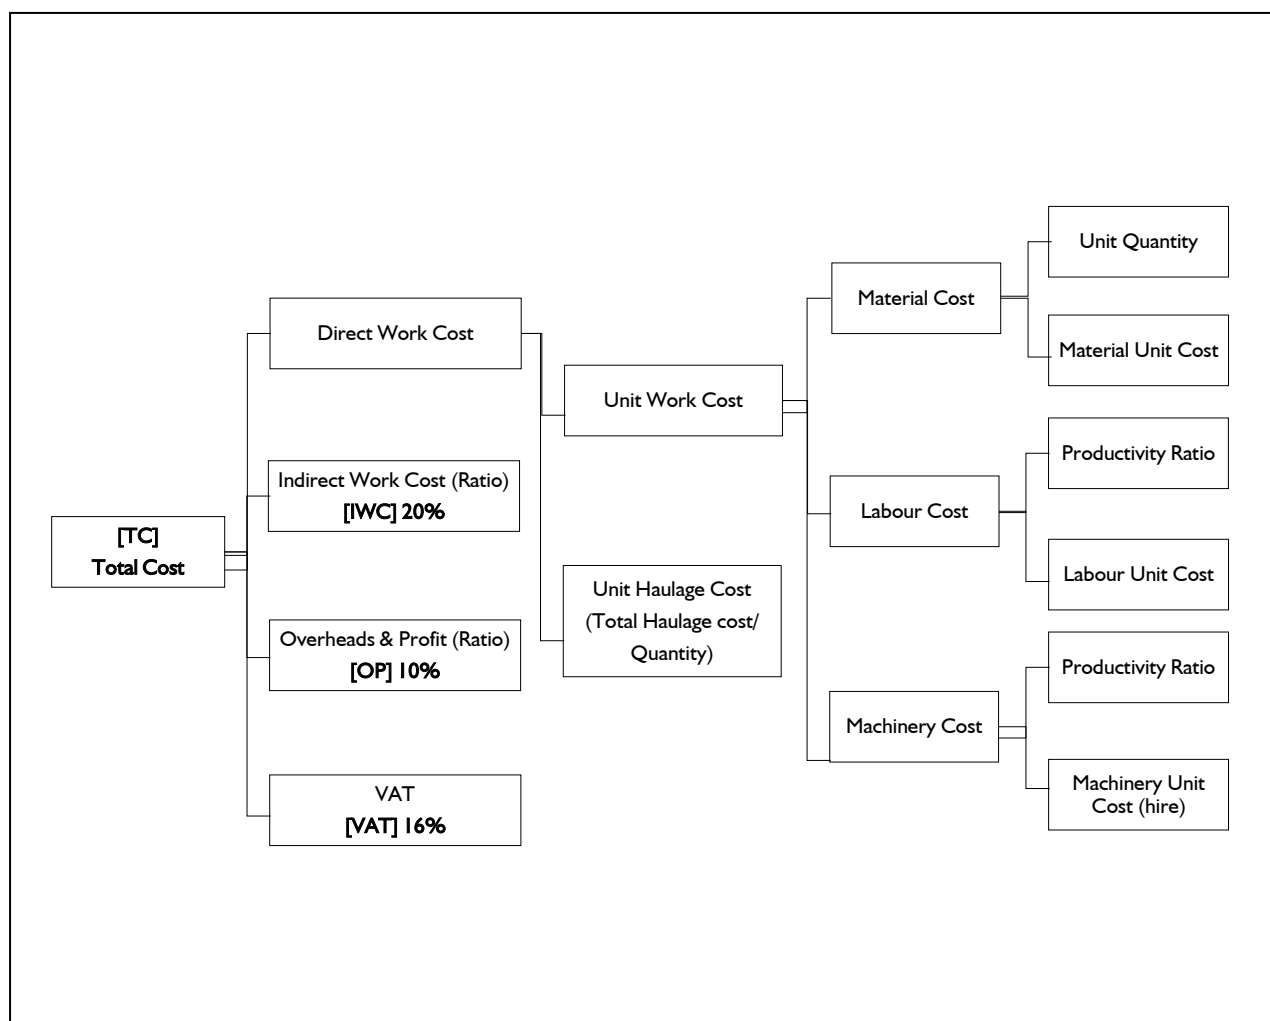 [TC]
Total Cost
Direct Work Cost
Indirect Work Cost (Ratio)
[IWC] 20%
Overheads & Profit (Ratio)
[OP] 10%
VAT
[VAT] 16%
Unit Work Cost
Unit Haulage Cost
(Total Haulage cost/
Quantity)
Material Cost
Labour Cost
Machinery Cost
Unit Quantity
Material Unit Cost
Productivity Ratio
Labour Unit Cost
Productivity Ratio
Machinery Unit
Cost (hire)